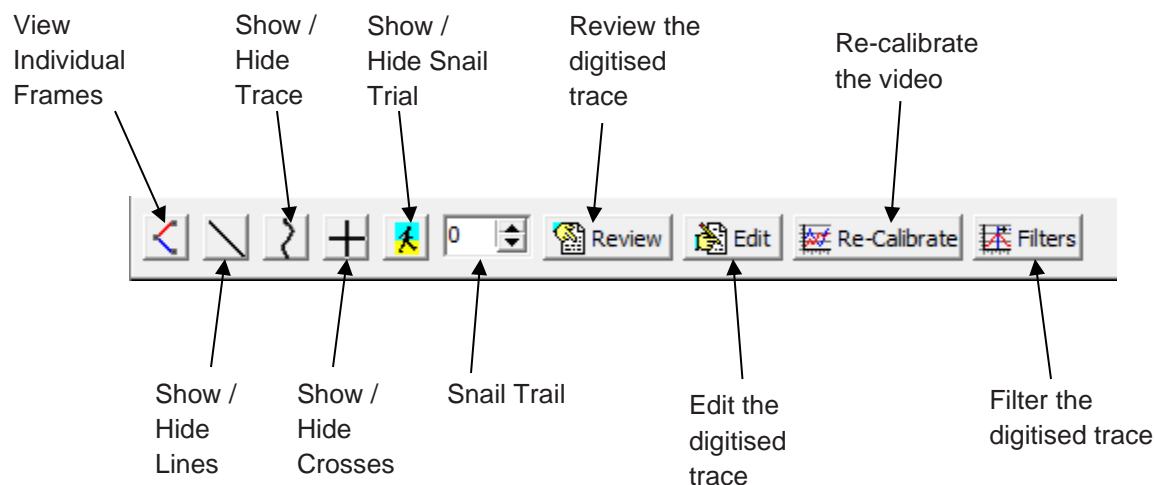 View
Individual
Frames
Show /
Hide
Trace
Show /
Hide Snail
Trial
Review the
digitised
trace
Re-calibrate
the video
0
Review
Edit
Re-Calibrate
Filters
Show /
Hide
Lines
Show /
Hide
Crosses
Snail Trail
Edit the
digitised
trace
Filter the
digitised trace